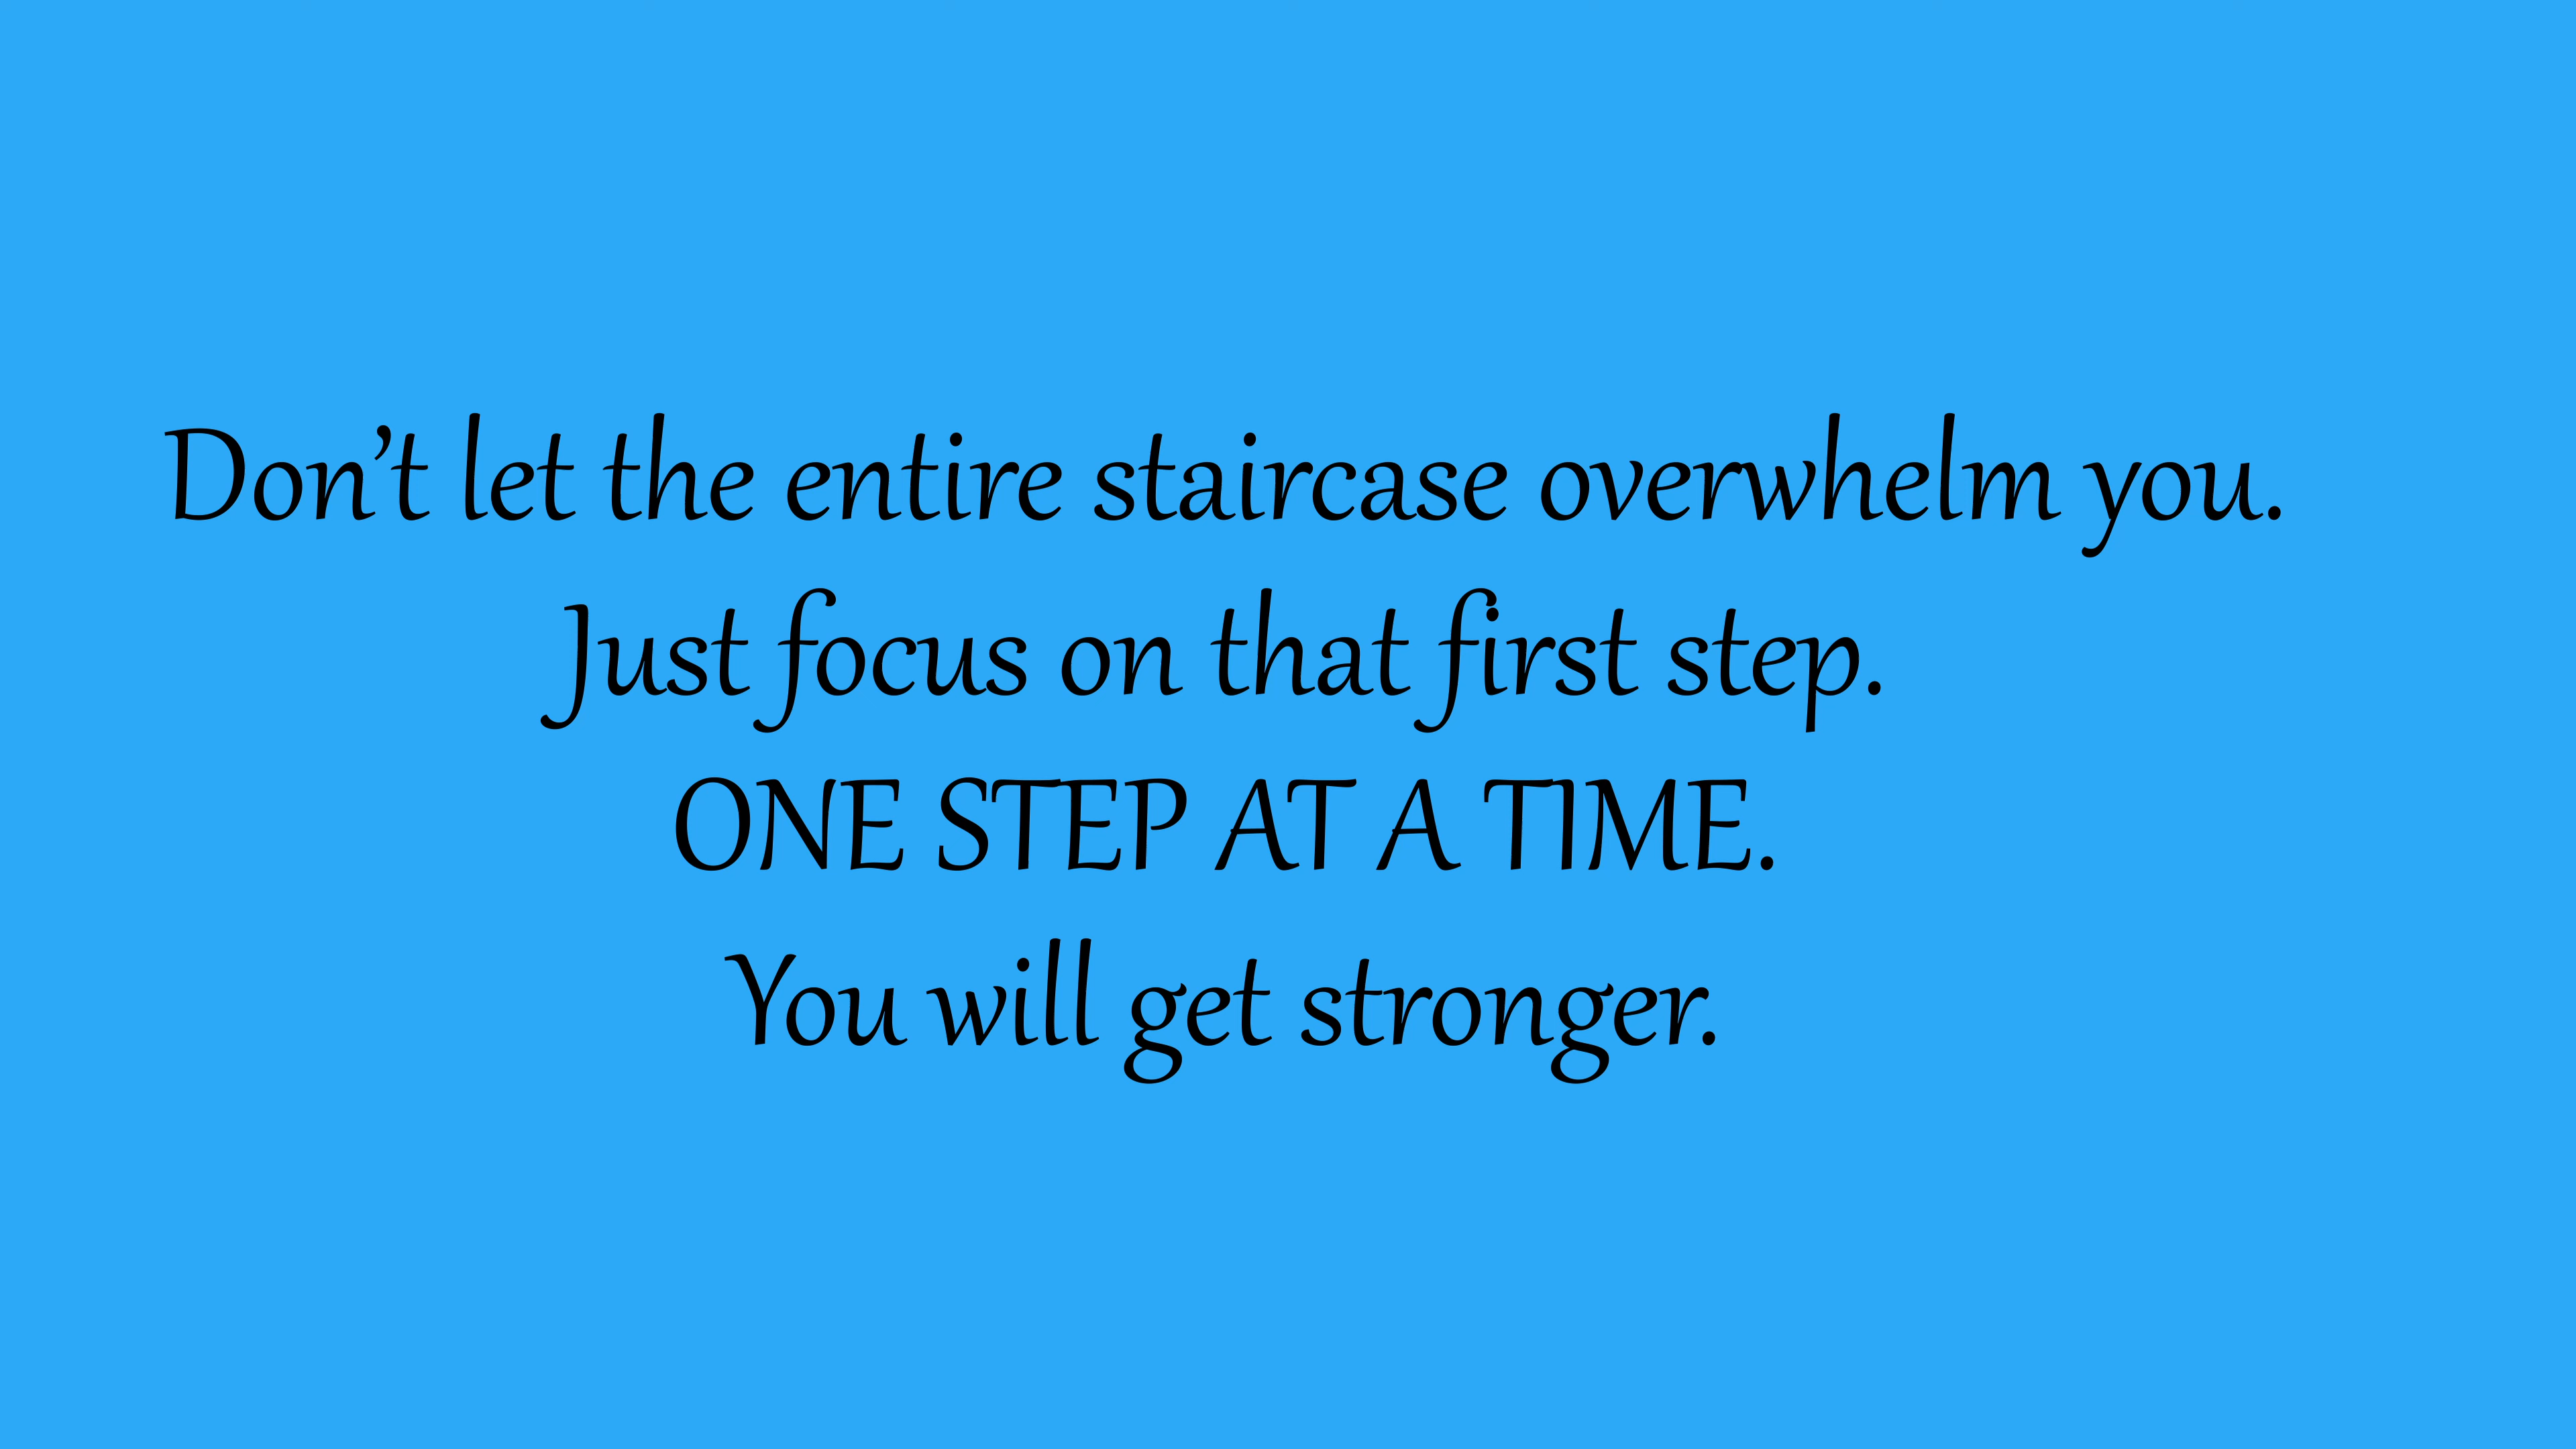 Don’t let the entire staircase overwhelm you.
Just focus on that first step.
ONE STEP AT A TIME.
You will get stronger.